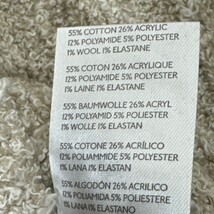 55% COTTON 26% ACRYLIC
12% POLYAMIDE 5% POLYESTER
1% WOOL 1% ELASTANE
55% COTON 26% ACRYLIQUE
12% POLYAMIDE 5% POLYESTER
1% LAINE 1% ELASTANE
55% BAUMWOLLE 26% ACRYL
12% POLYAMID 5% POLIESTER
1% WOLLE 1% ELASTAN
55% COTONE 26% ACRÍLICO
12% POLIAMMIDE 5% POLIESTER
1% LANA 1% ELASTAN
55% ALGODÓN 26% ACRILICO
12% POLIAMIDA 5% POLIESTERE
1% LANA 1% ELASTANO